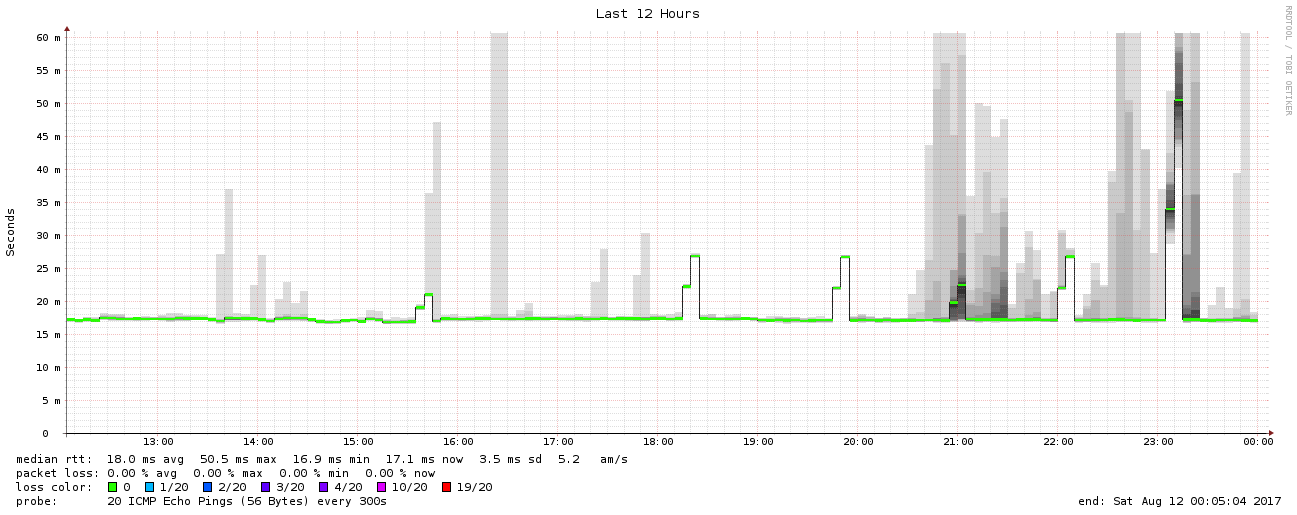 Last 12 Hours
RRDTOOL / TOBI OETIKER
Seconds
60 m
55 m
50 m
45 m
40 m
35 m
30 m
25 m
20 m
15 m
10 m
5 m
0
13:00 14:00 15:00 16:00 17:00 18:00 19:00 20:00 21:00 22:00 23:00 00:00
median rtt: 18.0 ms avg 50.5 ms max 16.9 ms min 17.1 ms now 3.5 ms sd 5.2 am/s
packet loss: 0.00 % avg 0.00 % max 0.00 % min 0.00 % now
loss color: 0 1/20 2/20 3/20 4/20 10/20 19/20
probe: 20 ICMP Echo Pings (56 Bytes) every 300s end: Sat Aug 12 00:05:04 2017